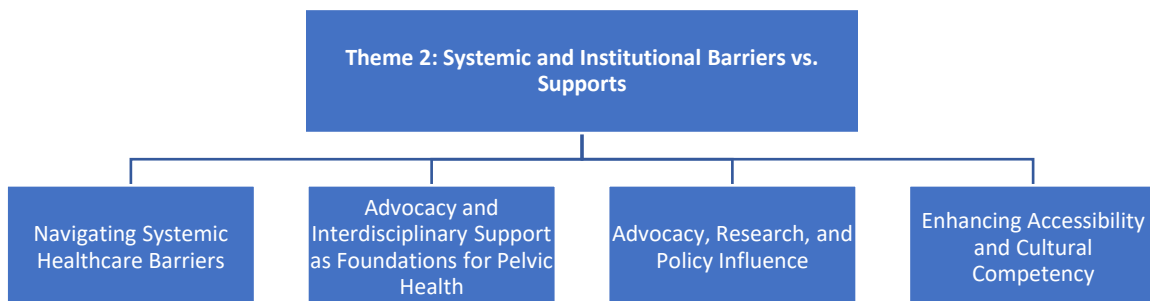 Theme 2: Systemic and Institutional Barriers vs.
Supports
Navigating Systemic
Healthcare Barriers
Advocacy and
Interdisciplinary Support
as Foundations for Pelvic
Health
Advocacy, Research, and
Policy Influence
Enhancing Accessibility
and Cultural
Competency